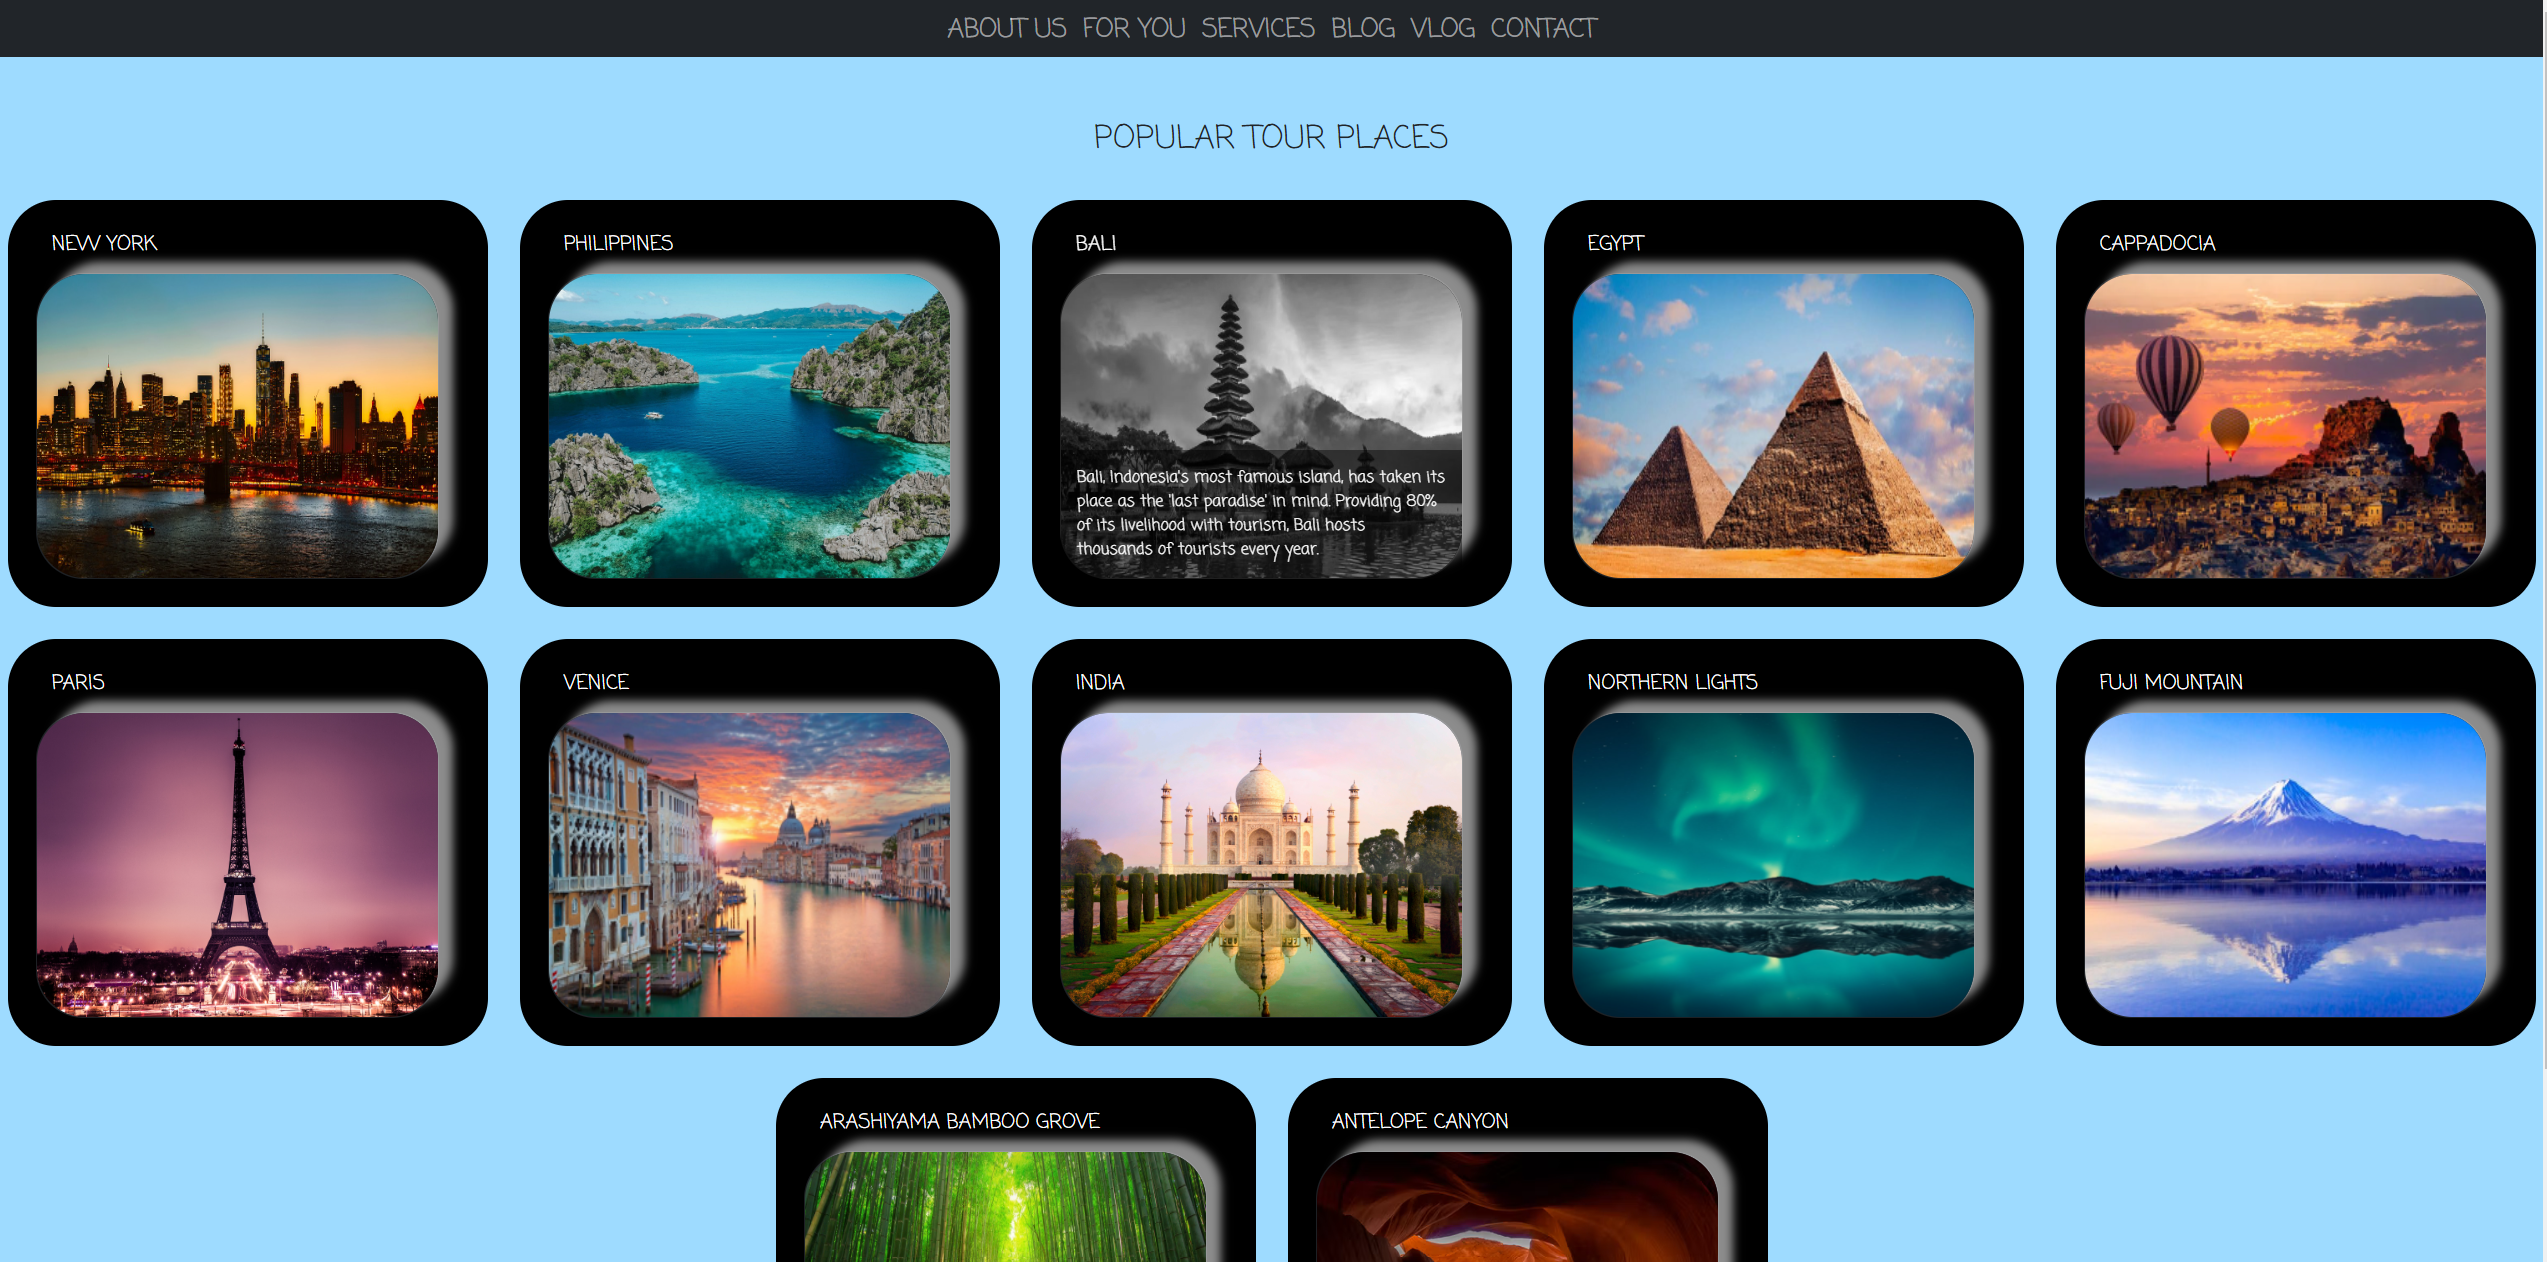 ABOUT US FOR YOU SERVICES BLOG VLOG CONTACT
POPULAR TOUR PLACES
NEW YORK
PHILIPPINES
BALI
EGYPT
CAPPADOCIA
Bali, Indonesia's most famous island, has taken its
place as the 'last paradise' in mind. Providing 80%
of its livelihood with tourism, Bali hosts
thousands of tourists every year.
PARIS
VENICE
INDIA
NORTHERN LIGHTS
FUJI MOUNTAIN
ARASHIYAMA BAMBOO GROVE
ANTELOPE CANYON